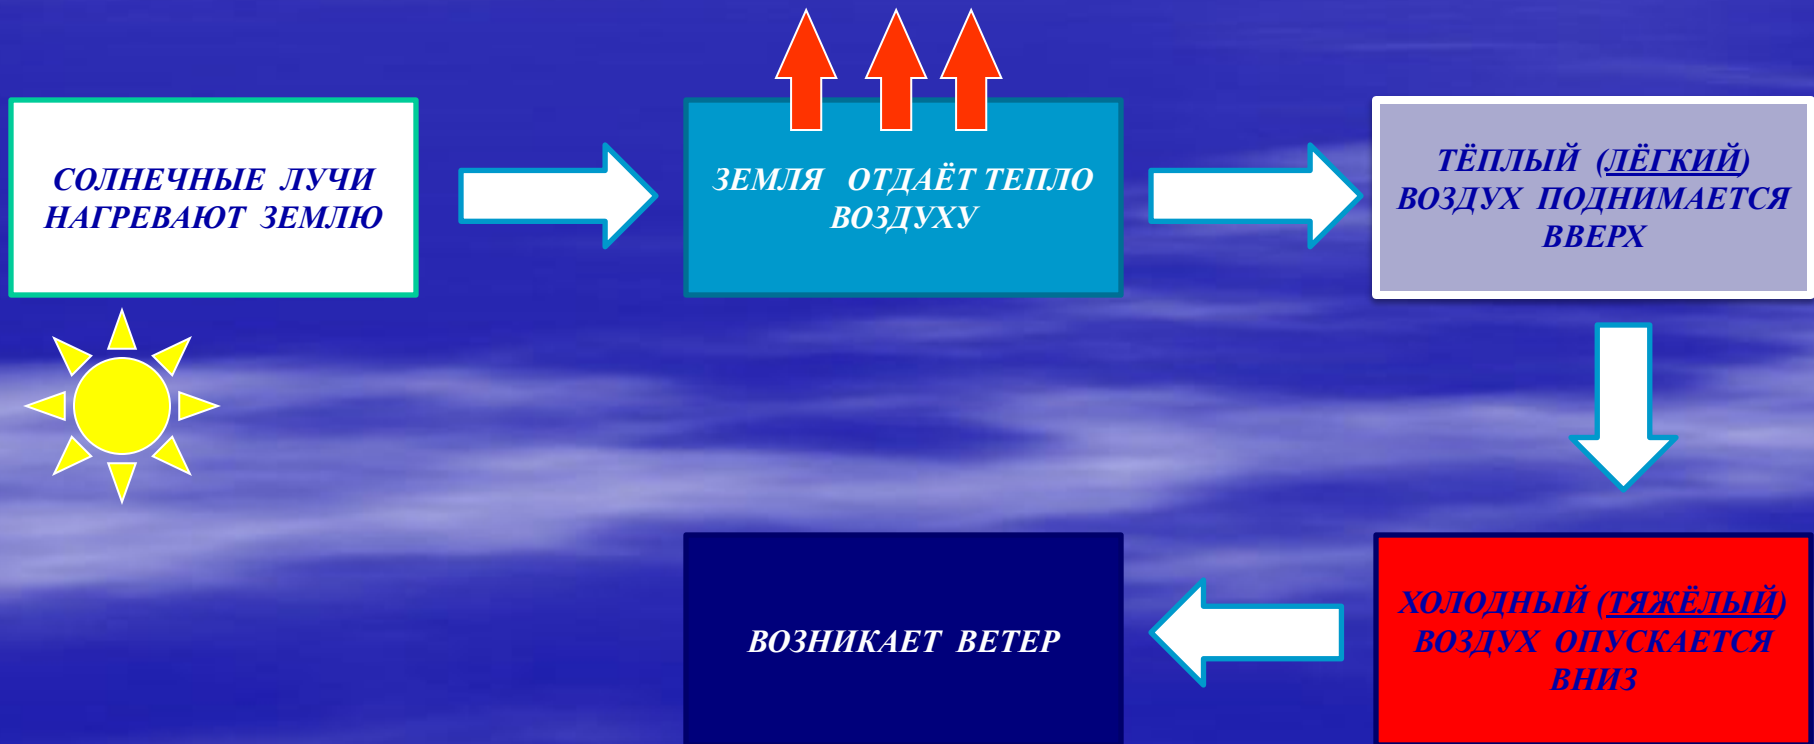 СОЛНЕЧНЫЕ ЛУЧИ
НАГРЕВАЮТ ЗЕМЛЮ
ЗЕМЛЯ ОТДАЁТ ТЕПЛО
ВОЗДУХУ
ТЁПЛЫЙ (ЛЁГКИЙ)
ВОЗДУХ ПОДНИМАЕТСЯ
ВВЕРХ
ХОЛОДНЫЙ (ТЯЖЁЛЫЙ)
ВОЗДУХ ОПУСКАЕТСЯ
ВНИЗ
ВОЗНИКАЕТ ВЕТЕР